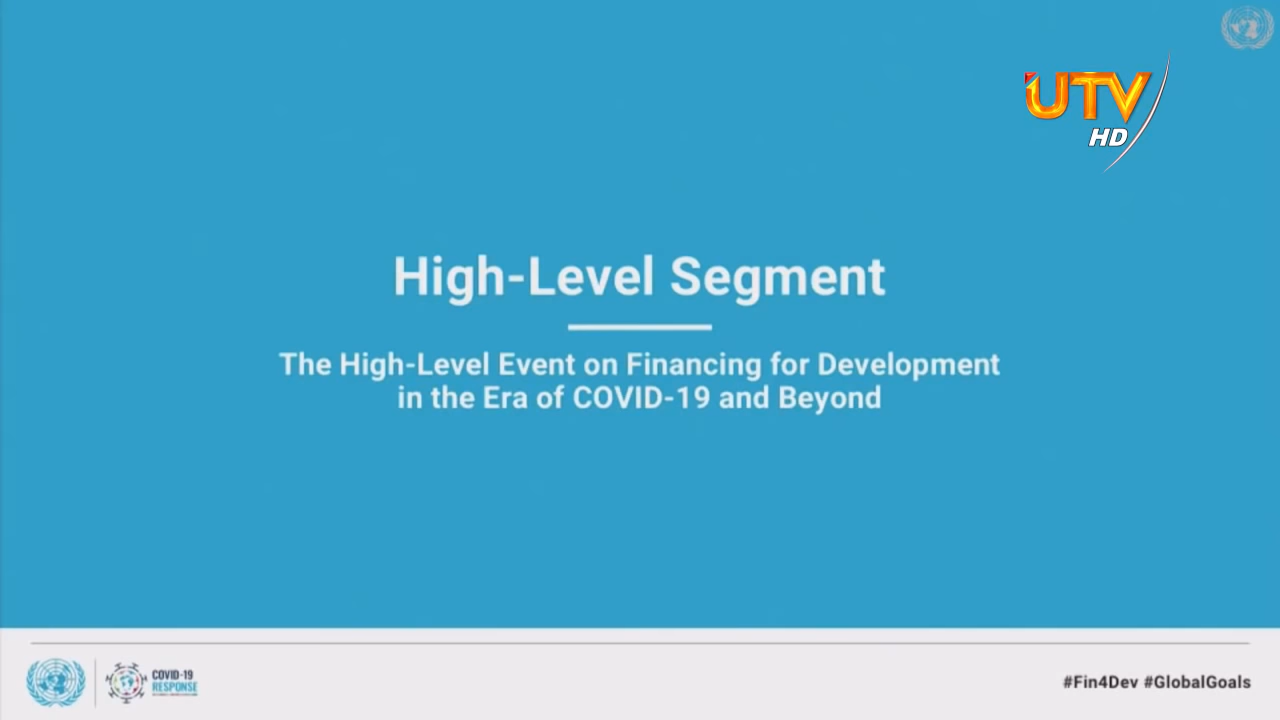 UTV
HD
High-Level Segment
The High-Level Event on Financing for Development
in the Era of COVID-19 and Beyond
COVID-19
RESPONSE
#Fin4Dev #GlobalGoals